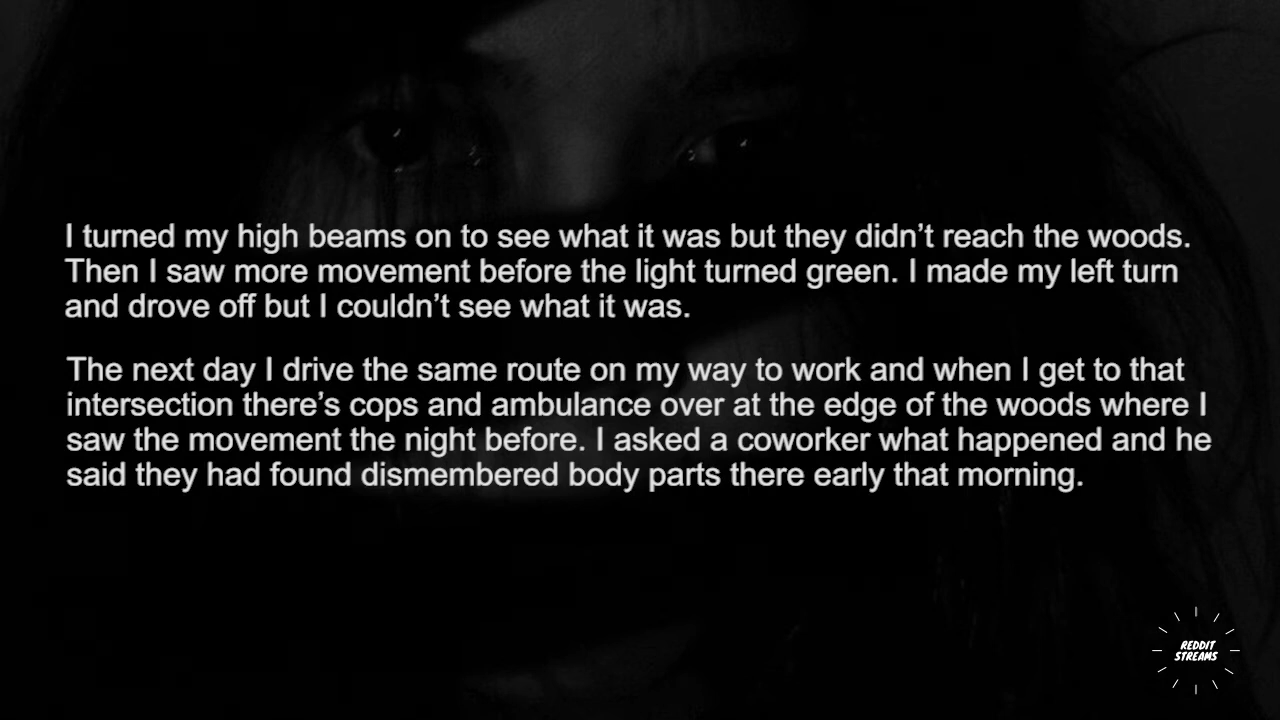 I turned my high beams on to see what it was but they didn’t reach the woods.
Then I saw more movement before the light turned green. I made my left turn
and drove off but I couldn’t see what it was.
The next day I drive the same route on my way to work and when I get to that
intersection there’s cops and ambulance over at the edge of the woods where I
saw the movement the night before. I asked a coworker what happened and he
said they had found dismembered body parts there early that morning.
REDDIT
STREAMS